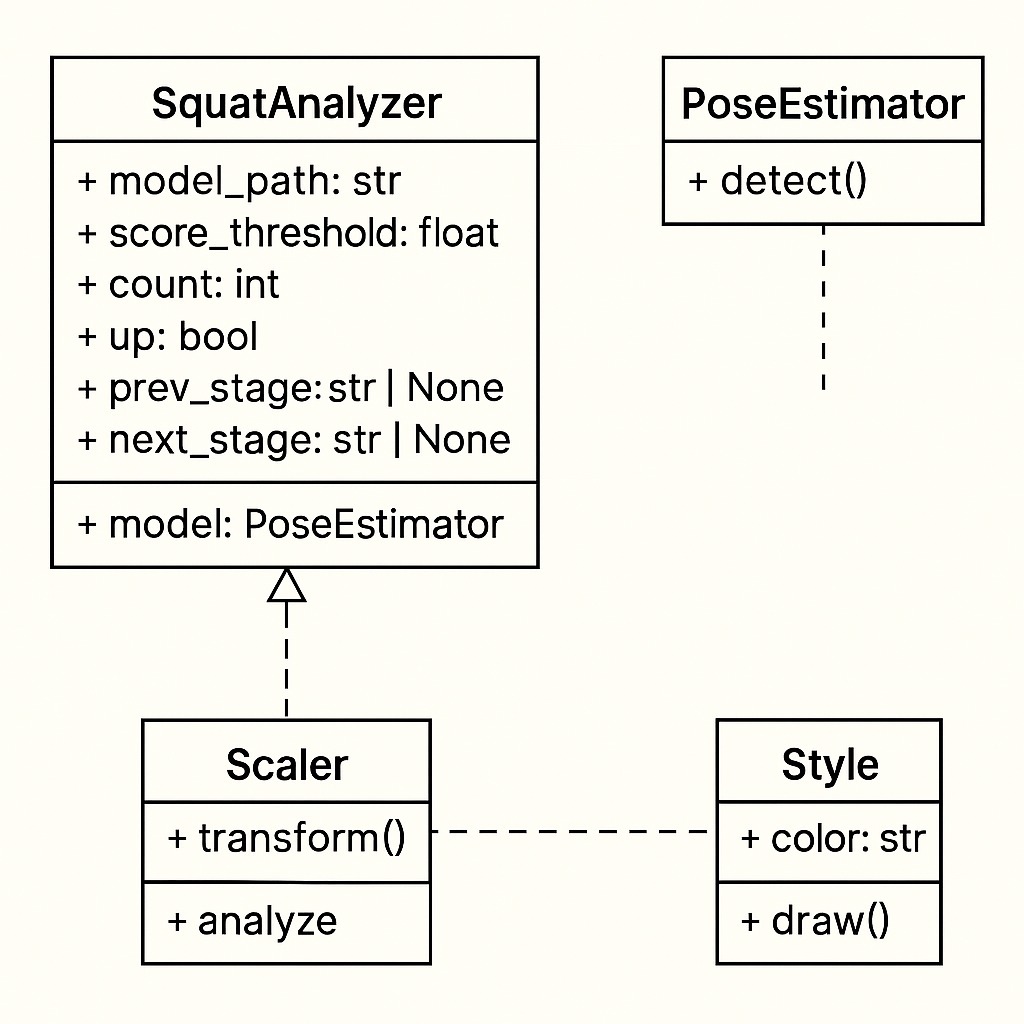 SquatAnalyzer
+ model_path: str
+ score_threshold: float
+ count: int
+ up: bool
+ prev_stage: str | None
+ next_stage: str | None
+ model: PoseEstimator
PoseEstimator
+ detect()
Scaler
+ transform()
+ analyze
Style
+ color: str
+ draw()